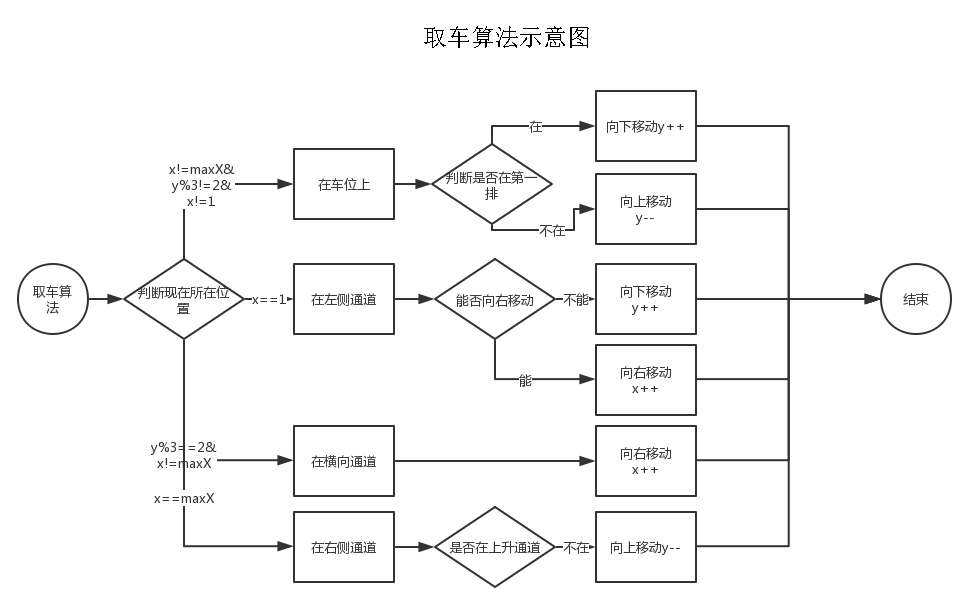 取车算法示意图
取车算
法
判断现在所在位
置
x!=maxX&
y%3!=2&
x!=1
在车位上
判断是否在第一
排
在
向下移动y++
不在
向上移动
y--
x==1
在左侧通道
能否向右移动
不能
向下移动
y++
能
向右移动
x++
y%3==2&
x!=maxX
在横向通道
向右移动
x++
x==maxX
在右侧通道
是否在上升通道
不在
向上移动y--
结束